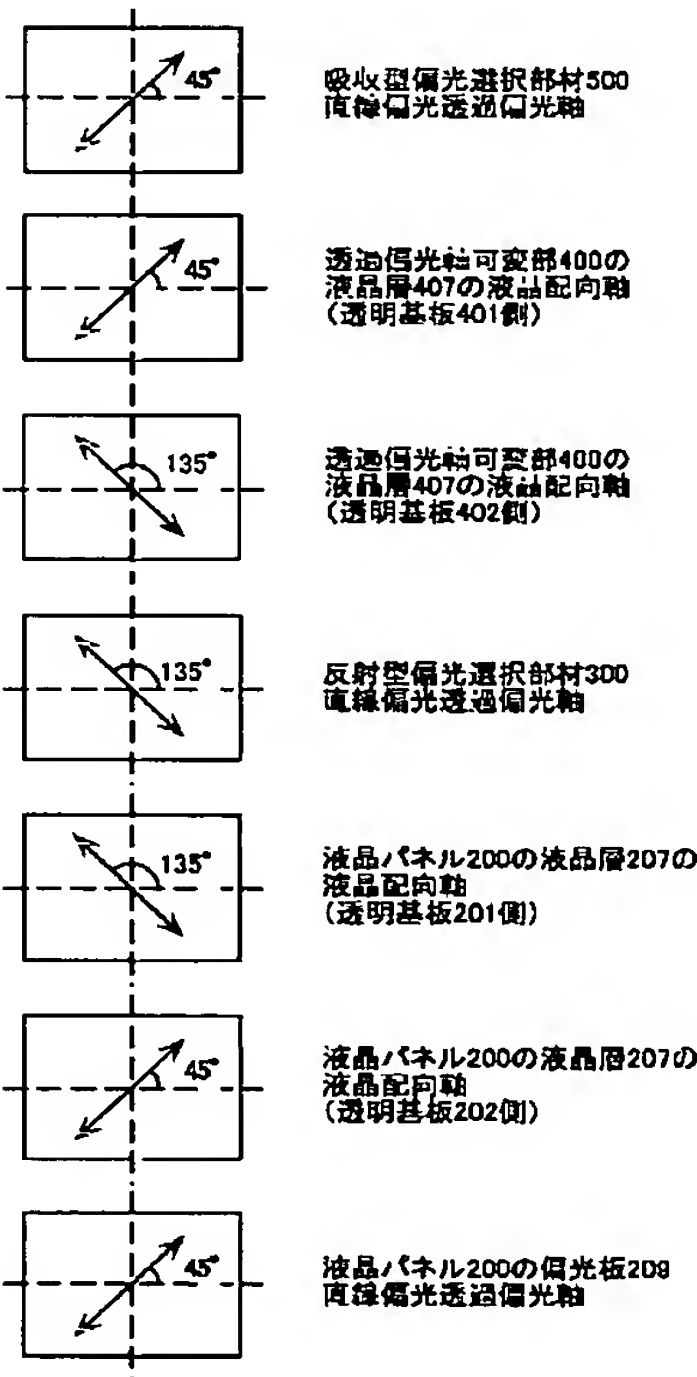 45°
吸収型偏光選択部材500
直線偏光透過偏光軸
45°
透過偏光軸可変部400の
液晶層407の液晶配向軸
(透明基板401側)
135°
透過偏光軸可変部400の
液晶層407の液晶配向軸
(透明基板402側)
135°
反射型偏光選択部材300
直線偏光透過偏光軸
135°
液晶パネル200の液晶層207の
液晶配向軸
(透明基板201側)
45°
液晶パネル200の液晶層207の
液晶配向軸
(透明基板202側)
45°
液晶パネル200の偏光板209
直線偏光透過偏光軸